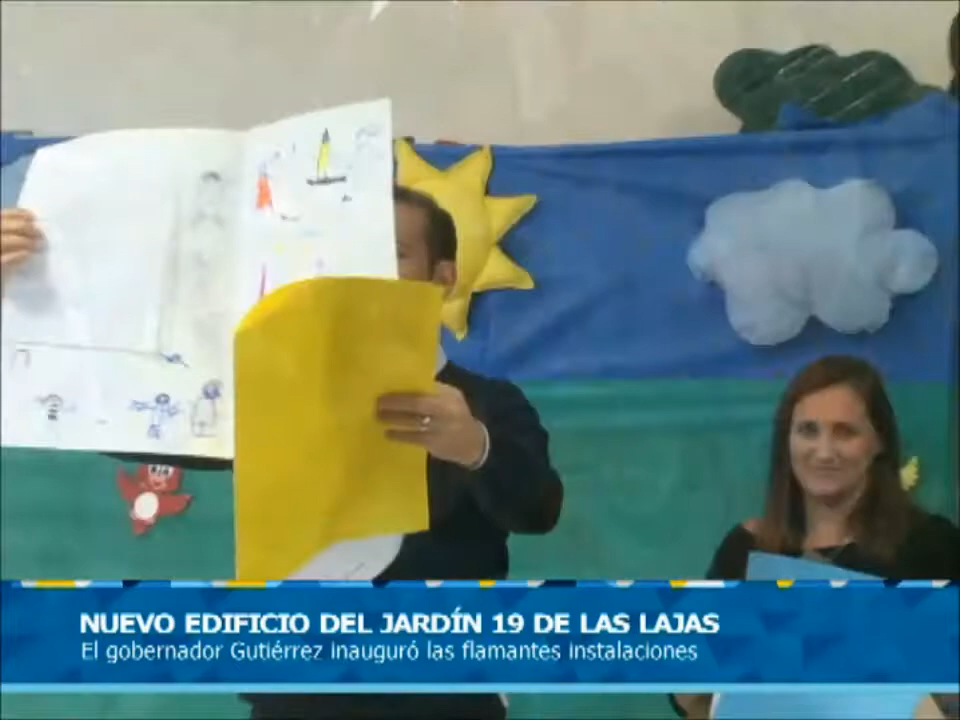 NUEVO EDIFICIO DEL JARDÍN 19 DE LAS LAJAS
El gobernador Gutiérrez inauguró las flamantes instalaciones